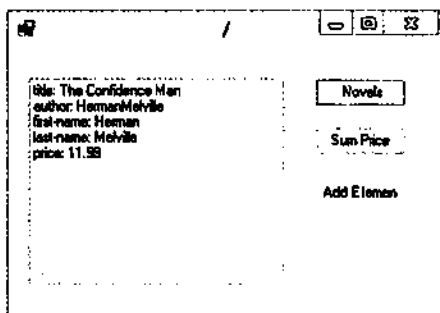 title: The Confidence Man
author: HermanMelville
first-name: Herman
last-name: Melville
price: 11.99
Novels
Sum Price
Add Elemen